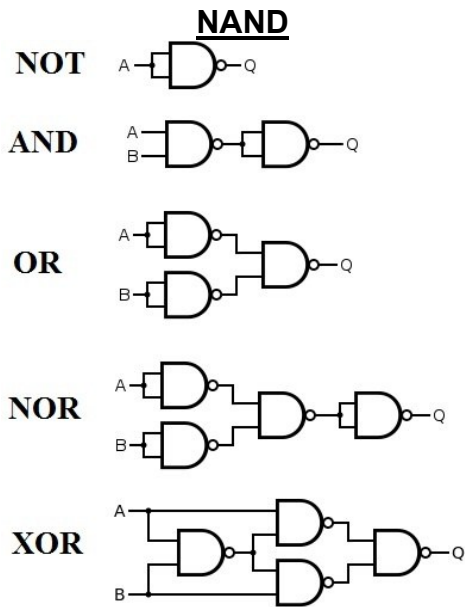 NAND
NOT A Q
AND A B Q
OR A B Q
NOR A B Q
XOR A B Q